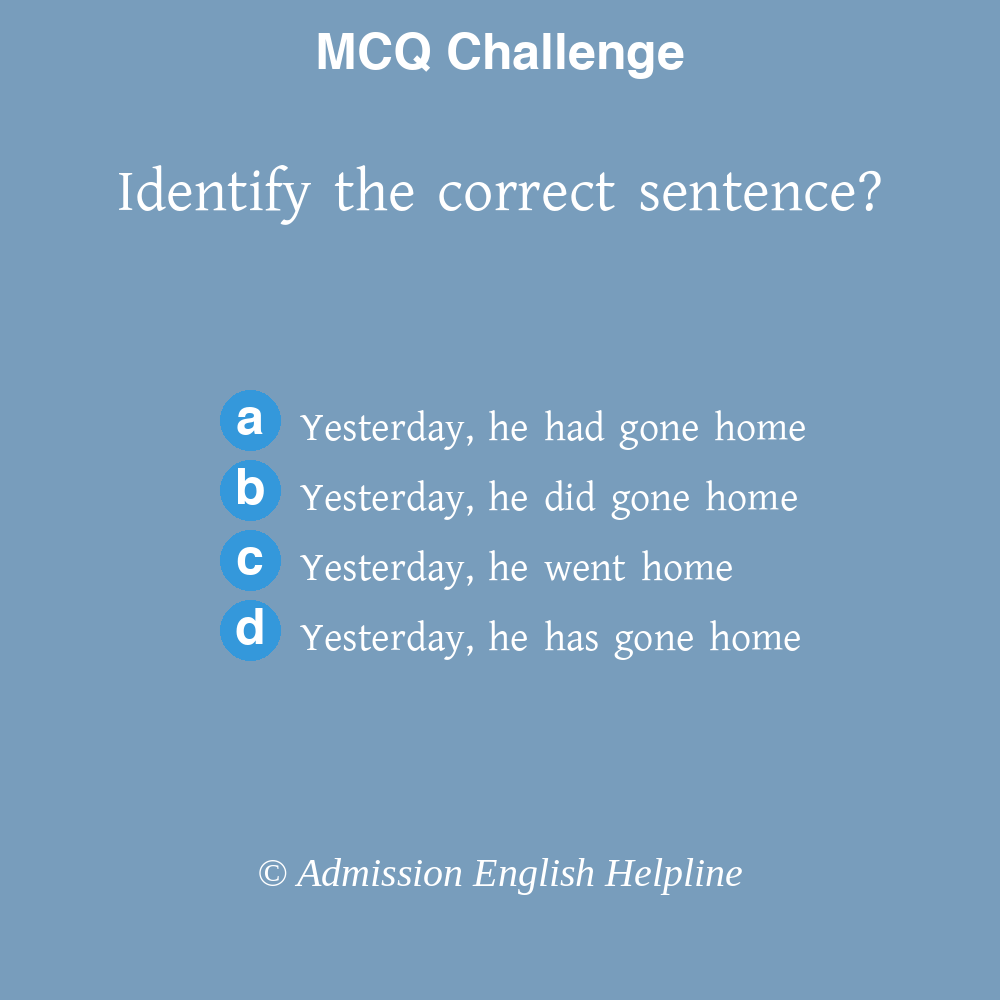 MCQ Challenge
Identify the correct sentence?
a Yesterday, he had gone home
b Yesterday, he did gone home
c Yesterday, he went home
d Yesterday, he has gone home
© Admission English Helpline